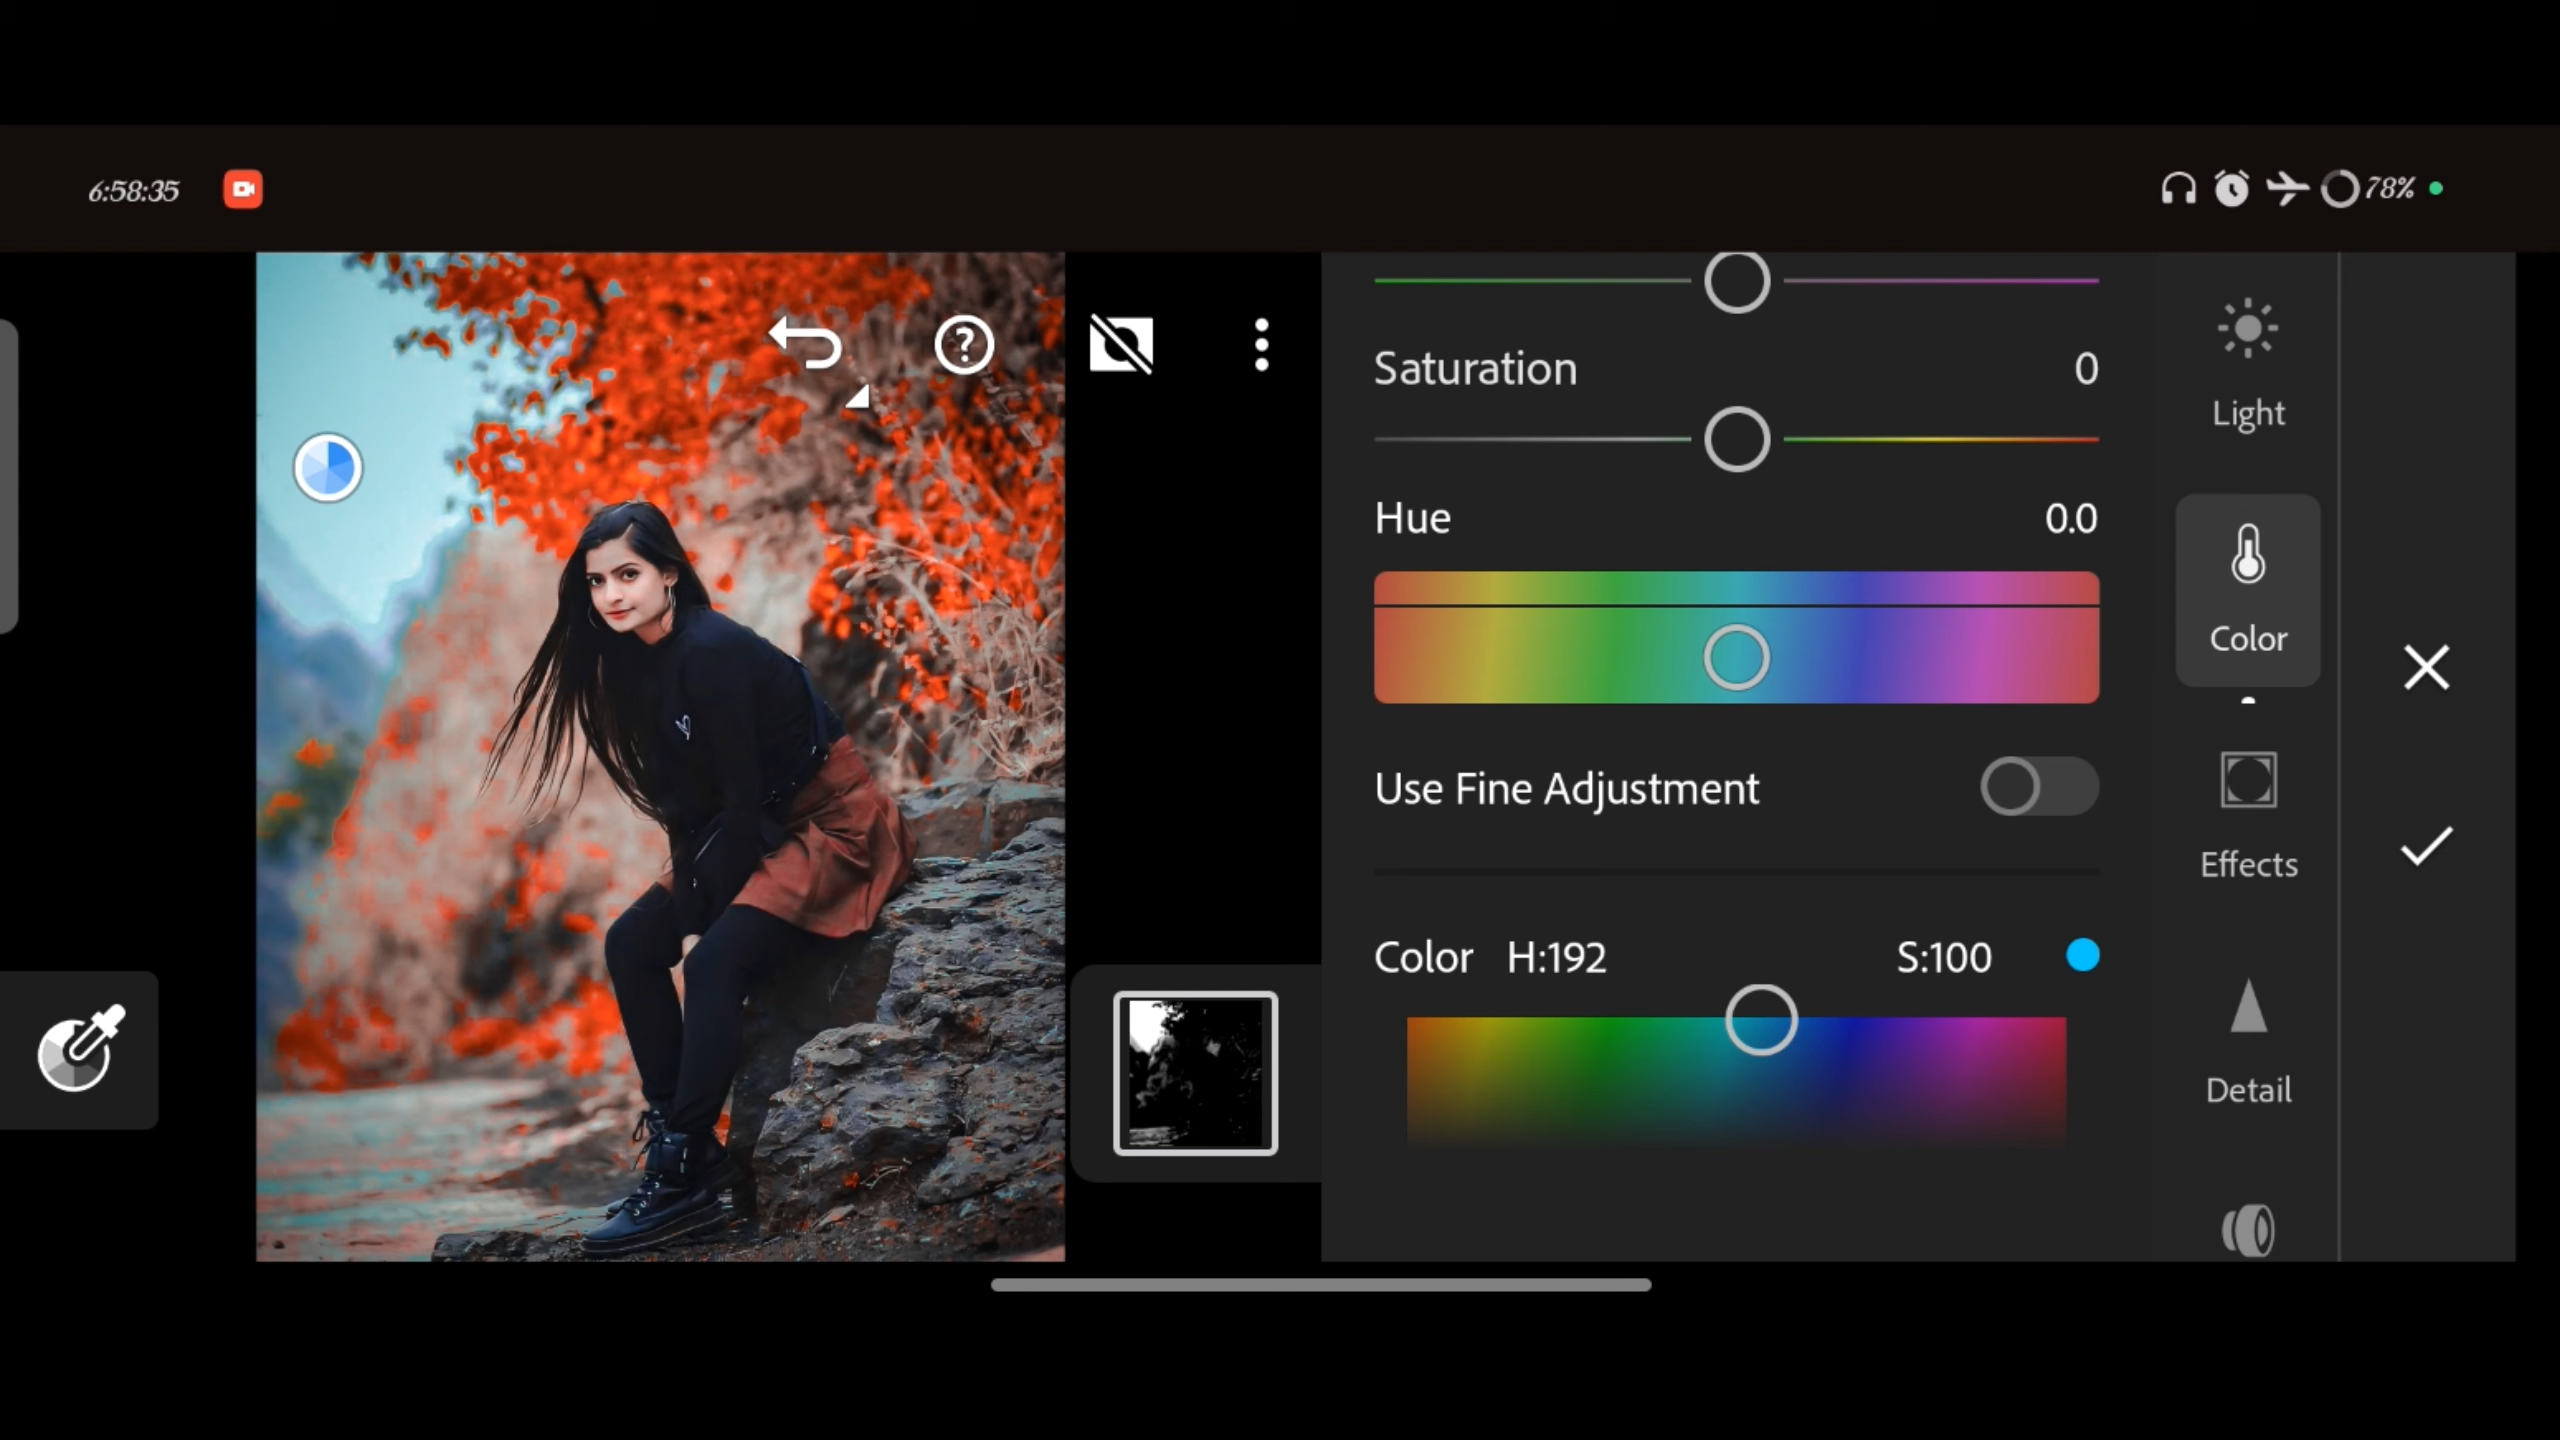 6:58:35
78%
Saturation 0
Hue 0.0
Use Fine Adjustment
Color H:192 S:100
Light
Color
Effects
Detail